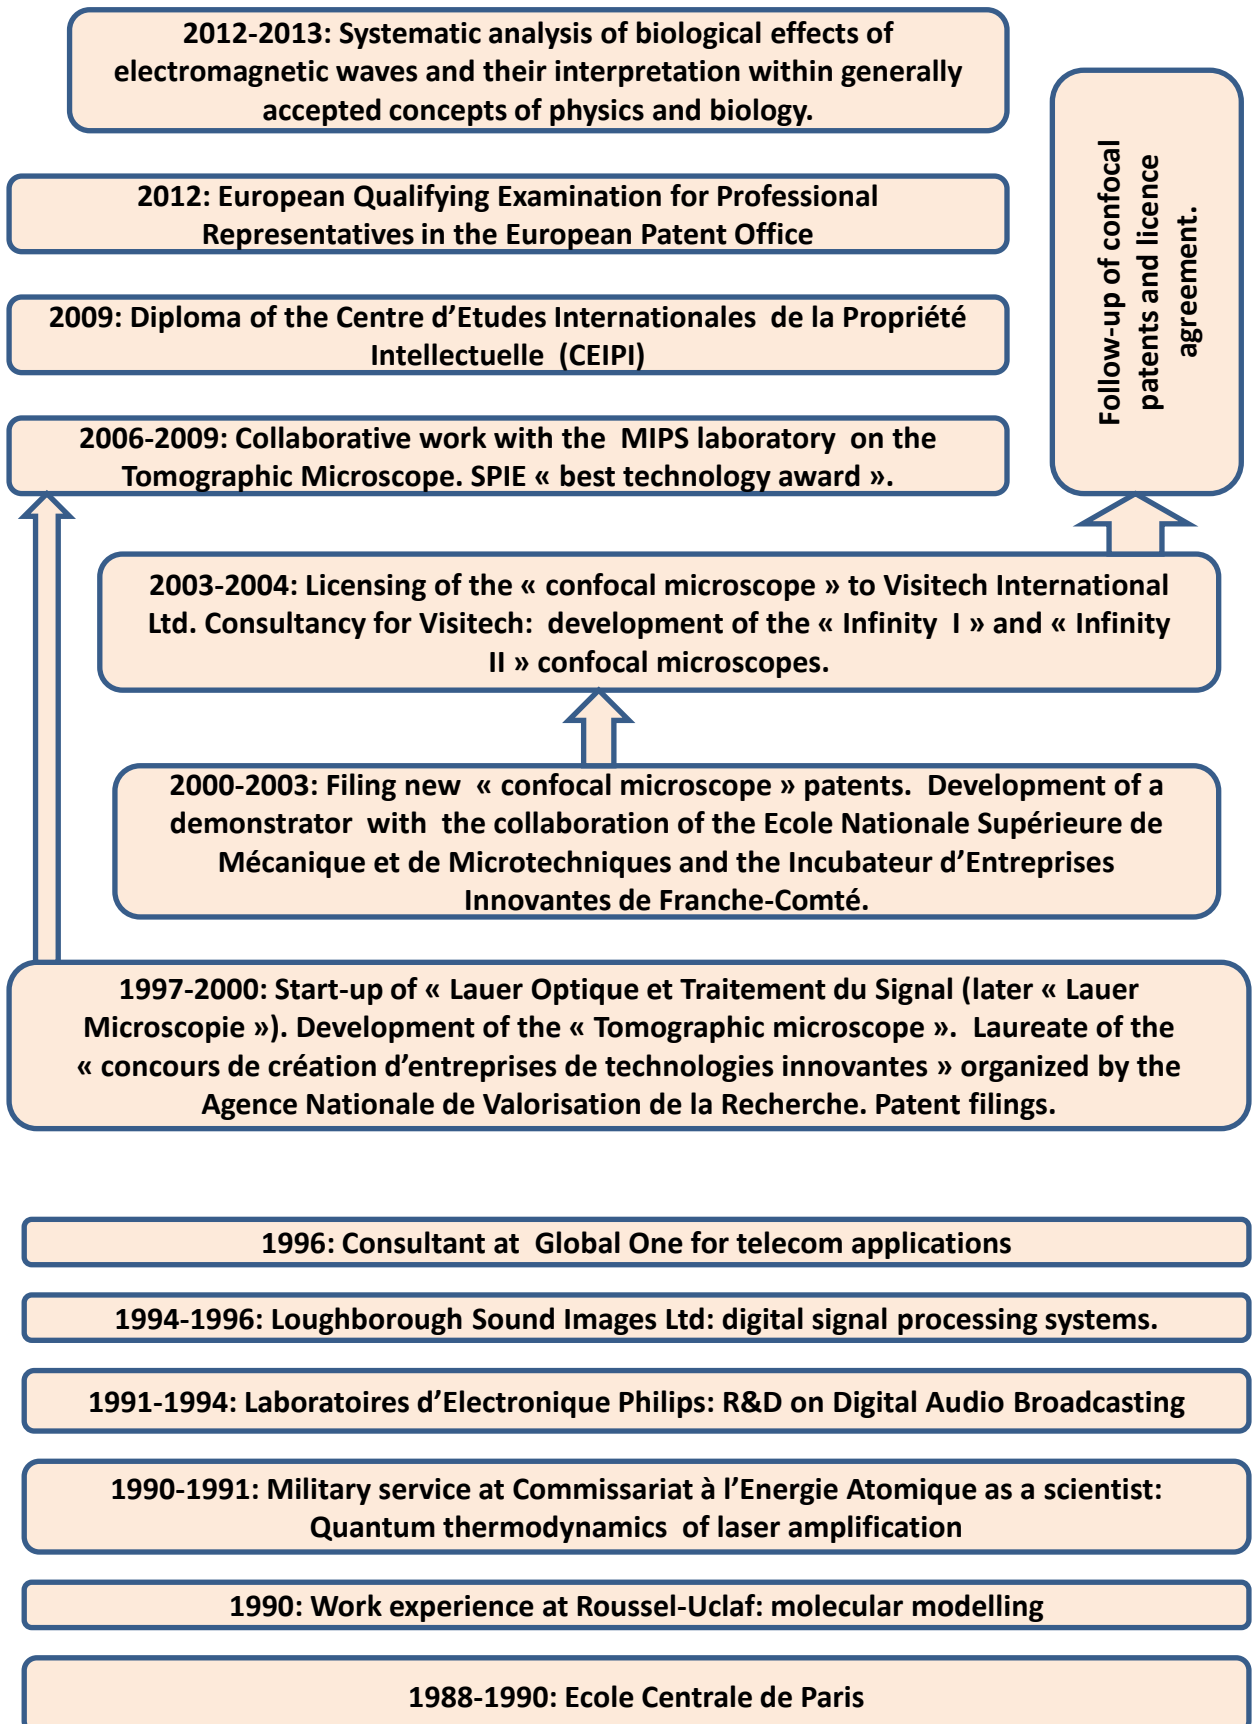 2012-2013: Systematic analysis of biological effects of
electromagnetic waves and their interpretation within generally
accepted concepts of physics and biology.
Follow-up of confocal
patents and licence
agreement.
2012: European Qualifying Examination for Professional
Representatives in the European Patent Office
2009: Diploma of the Centre d’Etudes Internationales de la Propriété
Intellectuelle (CEIPI)
2006-2009: Collaborative work with the MIPS laboratory on the
Tomographic Microscope. SPIE « best technology award ».
2003-2004: Licensing of the « confocal microscope » to Visitech International
Ltd. Consultancy for Visitech: development of the « Infinity I » and « Infinity
II » confocal microscopes.
2000-2003: Filing new « confocal microscope » patents. Development of a
demonstrator with the collaboration of the Ecole Nationale Supérieure de
Mécanique et de Microtechniques and the Incubateur d’Entreprises
Innovantes de Franche-Comté.
1997-2000: Start-up of « Lauer Optique et Traitement du Signal (later « Lauer
Microscopie »). Development of the « Tomographic microscope ». Laureate of the
« concours de création d’entreprises de technologies innovantes » organized by the
Agence Nationale de Valorisation de la Recherche. Patent filings.
1996: Consultant at Global One for telecom applications
1994-1996: Loughborough Sound Images Ltd: digital signal processing systems.
1991-1994: Laboratoires d’Electronique Philips: R&D on Digital Audio Broadcasting
1990-1991: Military service at Commissariat à l’Energie Atomique as a scientist:
Quantum thermodynamics of laser amplification
1990: Work experience at Roussel-Uclaf: molecular modelling
1988-1990: Ecole Centrale de Paris